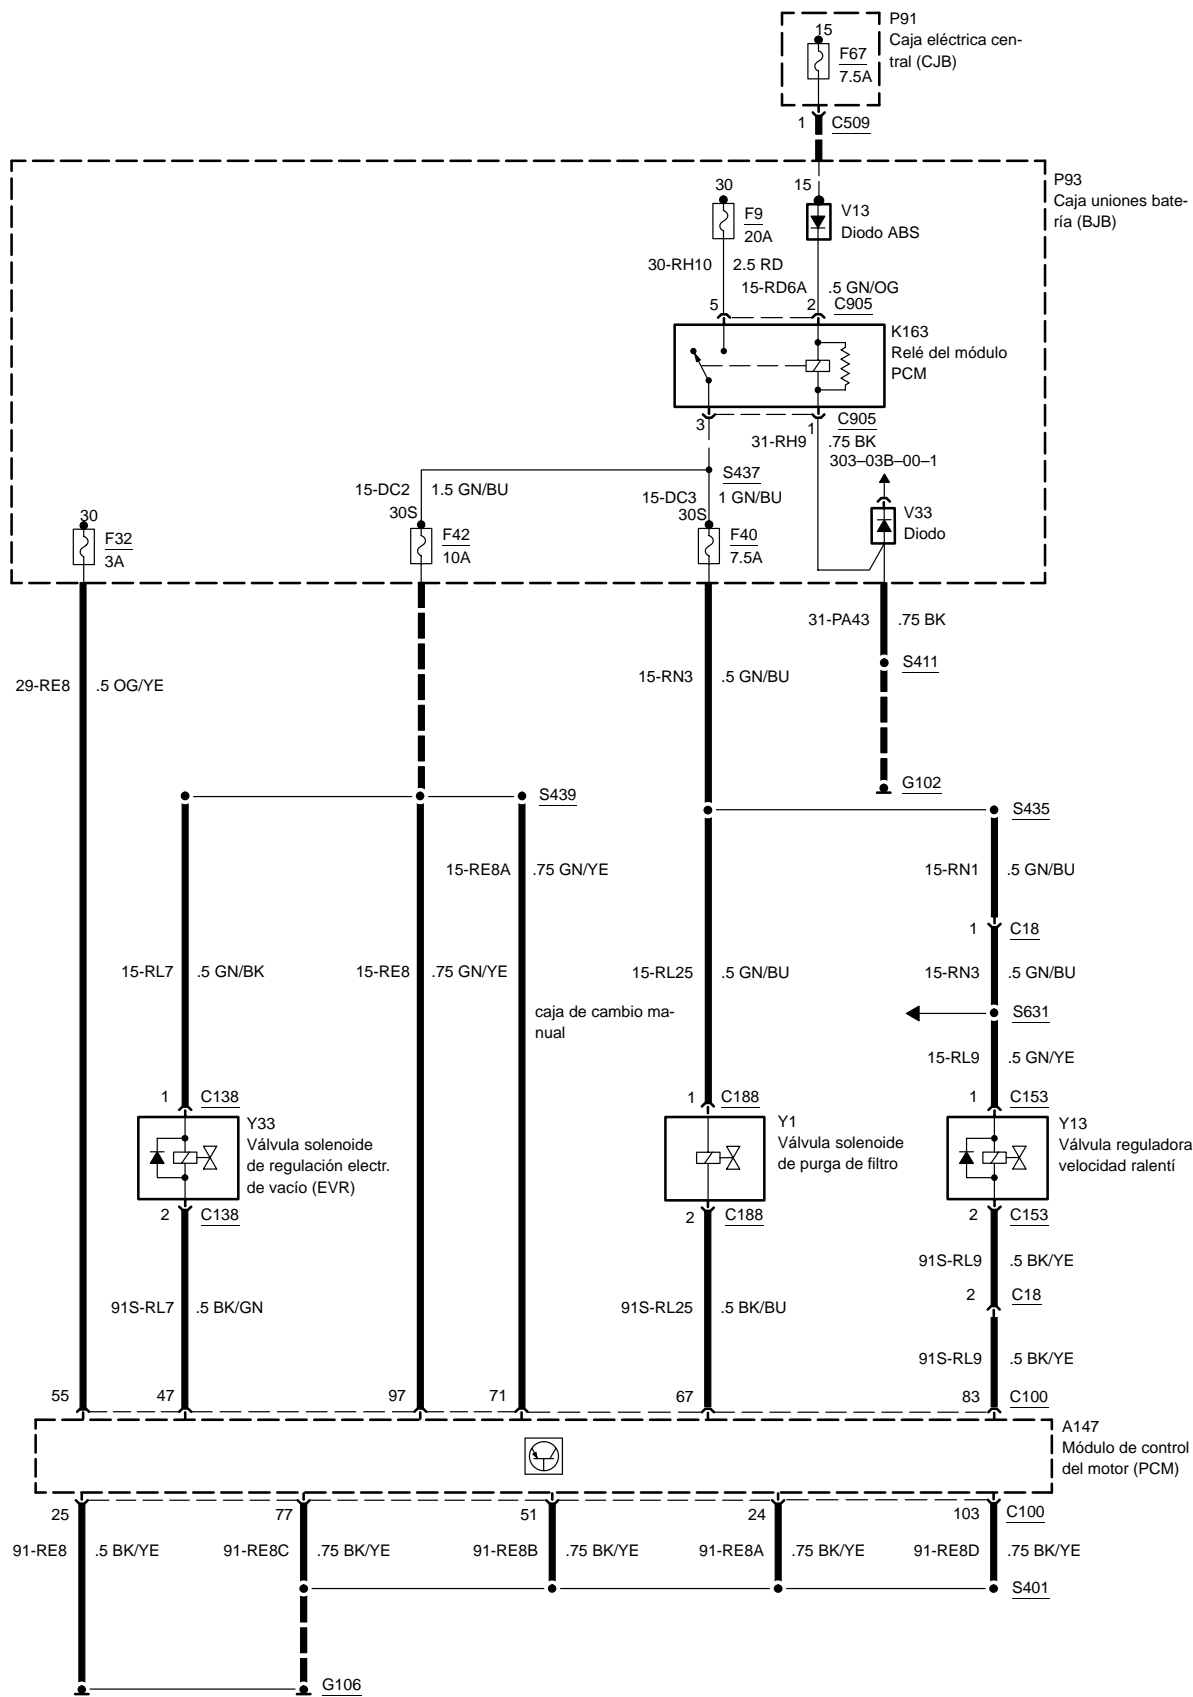 P91
15
Caja eléctrica cen-
F67
tral (CJB)
7.5A
1 C509
P93
30 15
Caja uniones bate-
F9 V13
ría (BJB)
20A Diodo ABS
30-RH10 2.5 RD
15-RD6A .5 GN/OG
5 2 C905
K163
Relé del módulo
PCM
3 1 C905
31-RH9 .75 BK
303–03B–00–1
S437
15-DC2 1.5 GN/BU 15-DC3 1 GN/BU
30 30S 30S V33
F32 F42 F40 Diodo
3A 10A 7.5A
31-PA43 .75 BK
S411
15-RN3 .5 GN/BU
29-RE8 .5 OG/YE
G102
S439
S435
15-RE8A .75 GN/YE 15-RN1 .5 GN/BU
1 C18
15-RL7 .5 GN/BK 15-RE8 .75 GN/YE 15-RL25 .5 GN/BU 15-RN3 .5 GN/BU
caja de cambio ma-
S631
nual
15-RL9 .5 GN/YE
1 C138 1 C188 1 C153
Y33 Y1 Y13
Válvula solenoide Válvula solenoide Válvula reguladora
de regulación electr. de purga de filtro velocidad ralentí
de vacío (EVR)
2 C138 2 C188 2 C153
91S-RL9 .5 BK/YE
2 C18
91S-RL7 .5 BK/GN 91S-RL25 .5 BK/BU
91S-RL9 .5 BK/YE
55 47 97 71 67 83 C100
A147
Módulo de control
del motor (PCM)
25 77 51 24 103 C100
91-RE8 .5 BK/YE 91-RE8C .75 BK/YE 91-RE8B .75 BK/YE 91-RE8A .75 BK/YE 91-RE8D .75 BK/YE
S401
G106